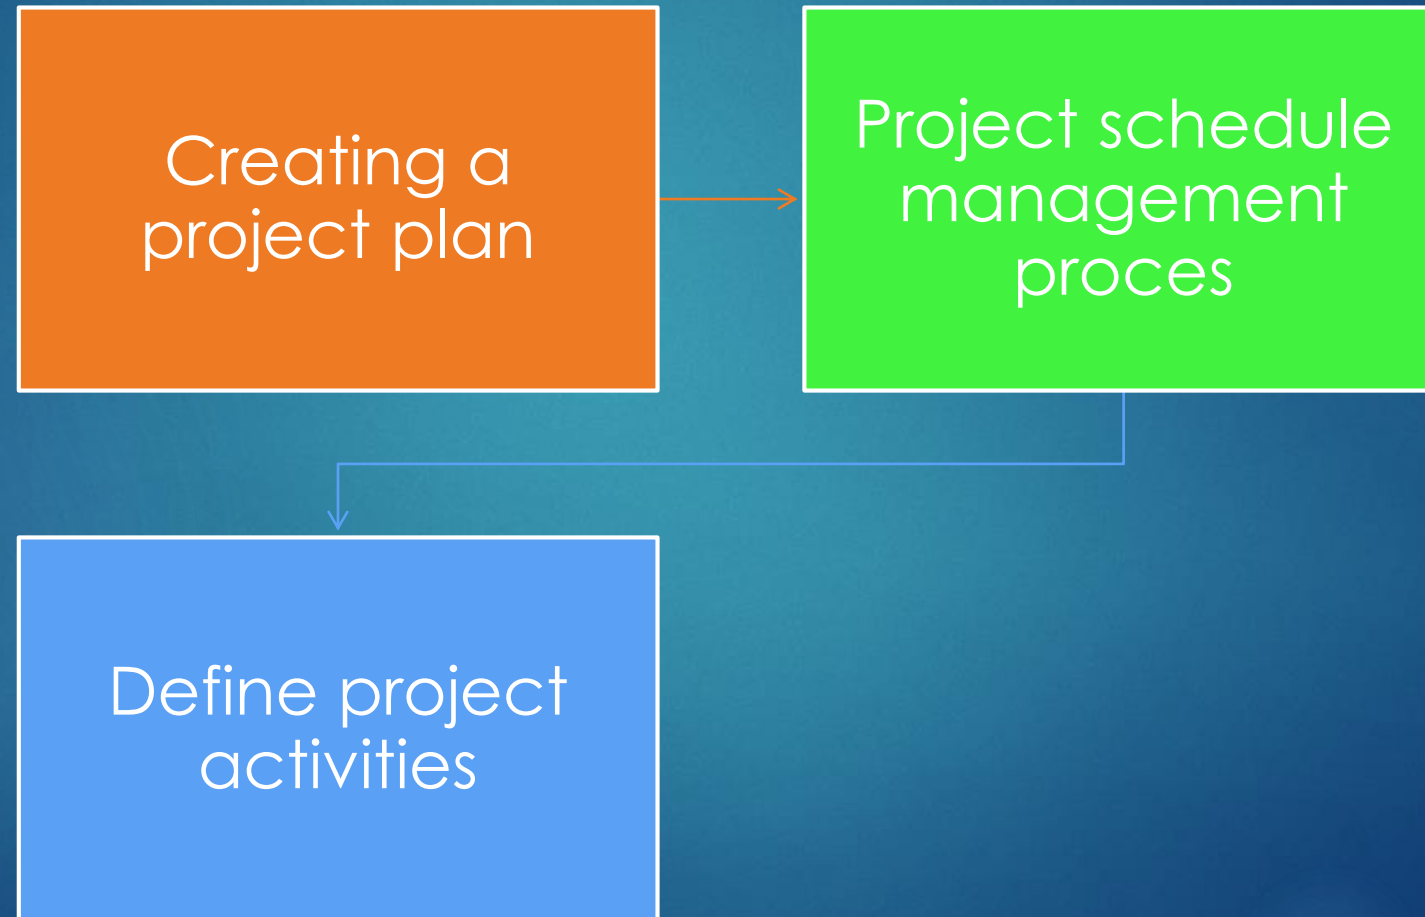 Creating a
project plan
Project schedule
management
proces
Define project
activities